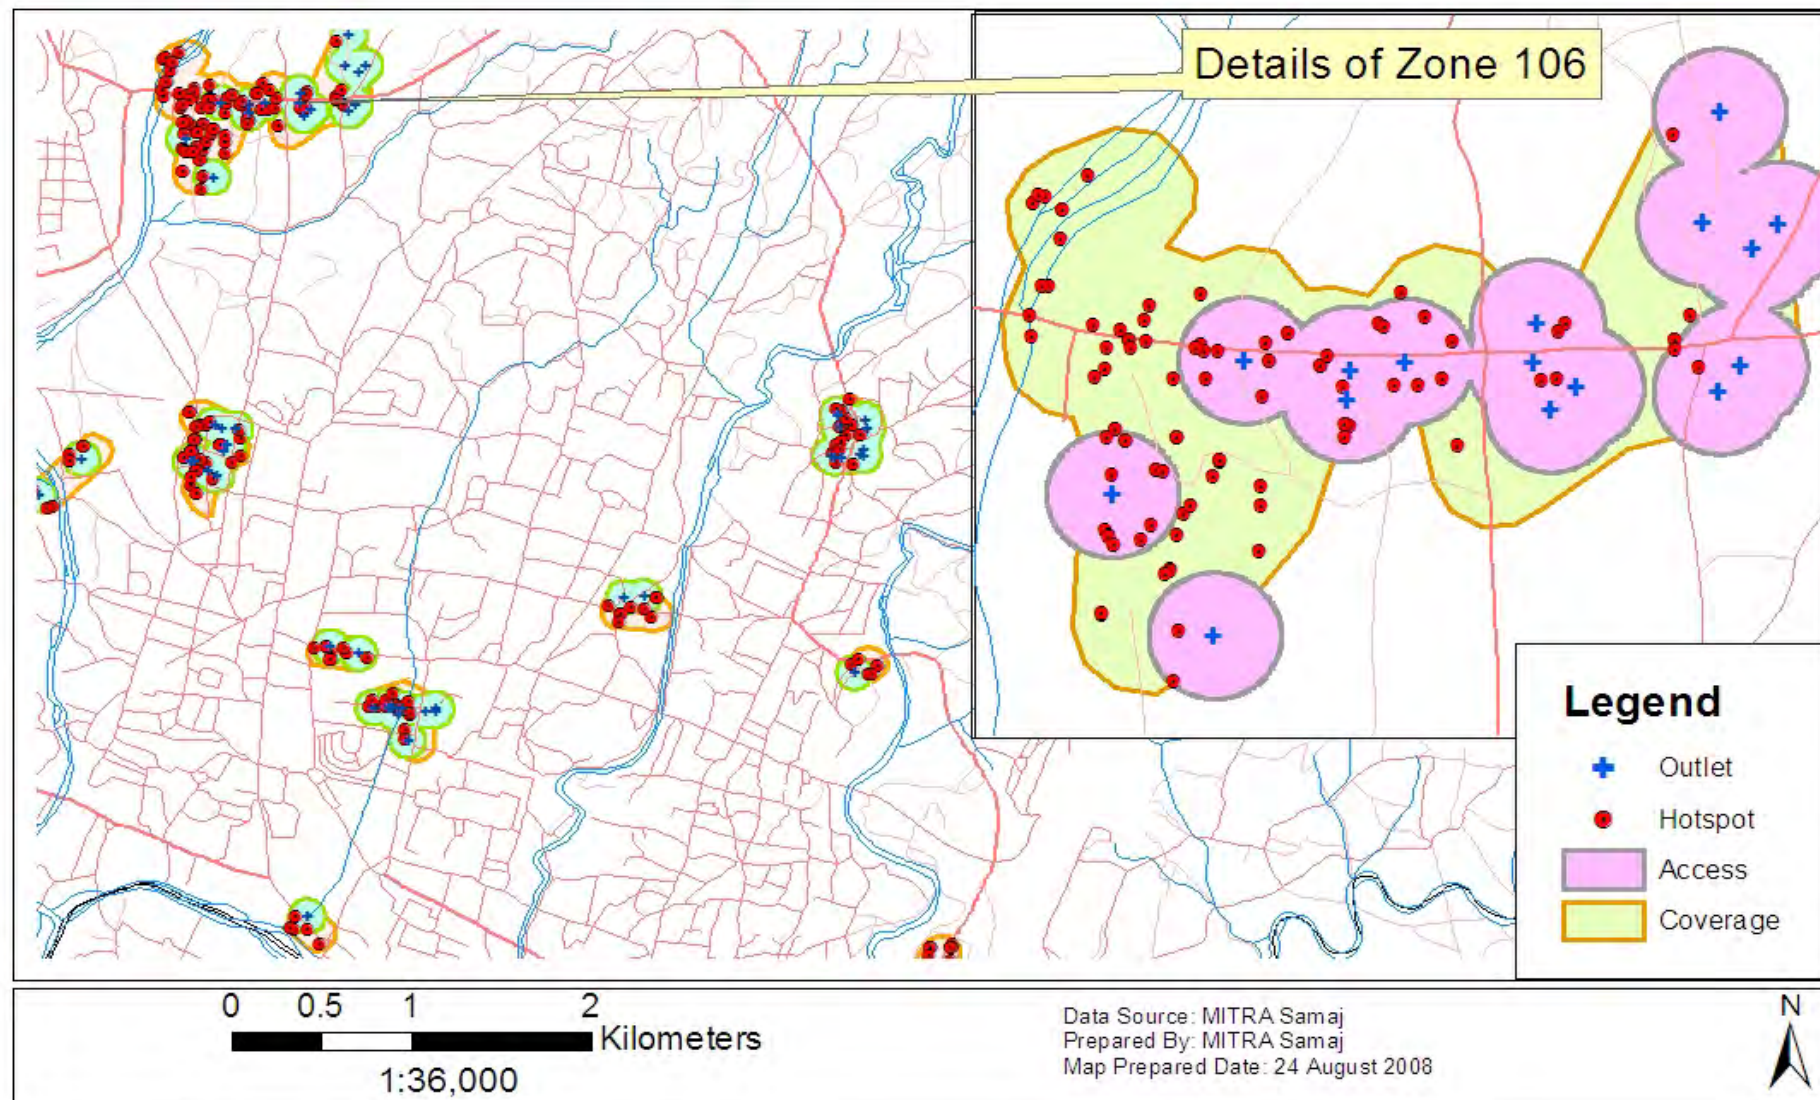 Details of Zone 106
Legend
Outlet
Hotspot
Access
Coverage
0 0.5 1 2
Kilometers
1:36,000
Data Source: MITRA Samaj
Prepared By: MITRA Samaj
Map Prepared Date: 24 August 2008
N